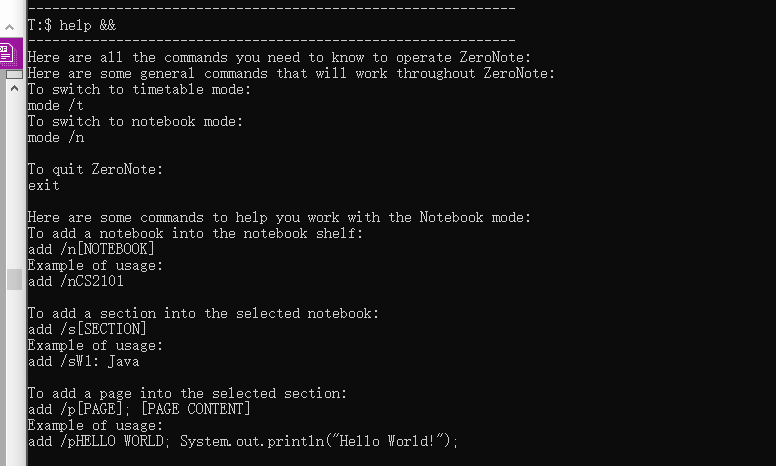 ------------------------------------------------------------
T:$ help &&
------------------------------------------------------------
Here are all the commands you need to know to operate ZeroNote:
Here are some general commands that will work throughout ZeroNote:
To switch to timetable mode:
mode /t
To switch to notebook mode:
mode /n

To quit ZeroNote:
exit

Here are some commands to help you work with the Notebook mode:
To add a notebook into the notebook shelf:
add /n[NOTEBOOK]
Example of usage:
add /nCS2101

To add a section into the selected notebook:
add /s[SECTION]
Example of usage:
add /sW1: Java

To add a page into the selected section:
add /p[PAGE]; [PAGE CONTENT]
Example of usage:
add /pHELLO WORLD; System.out.println("Hello World!");